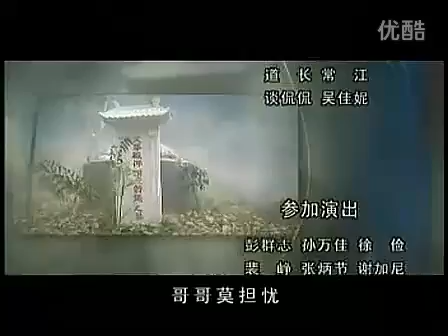 优酷
道 长 常 江
谈侃侃 吴佳妮
参加演出
彭群志 孙万佳 徐 俭
裴 峥 张炳节 谢加尼
哥哥莫担忧